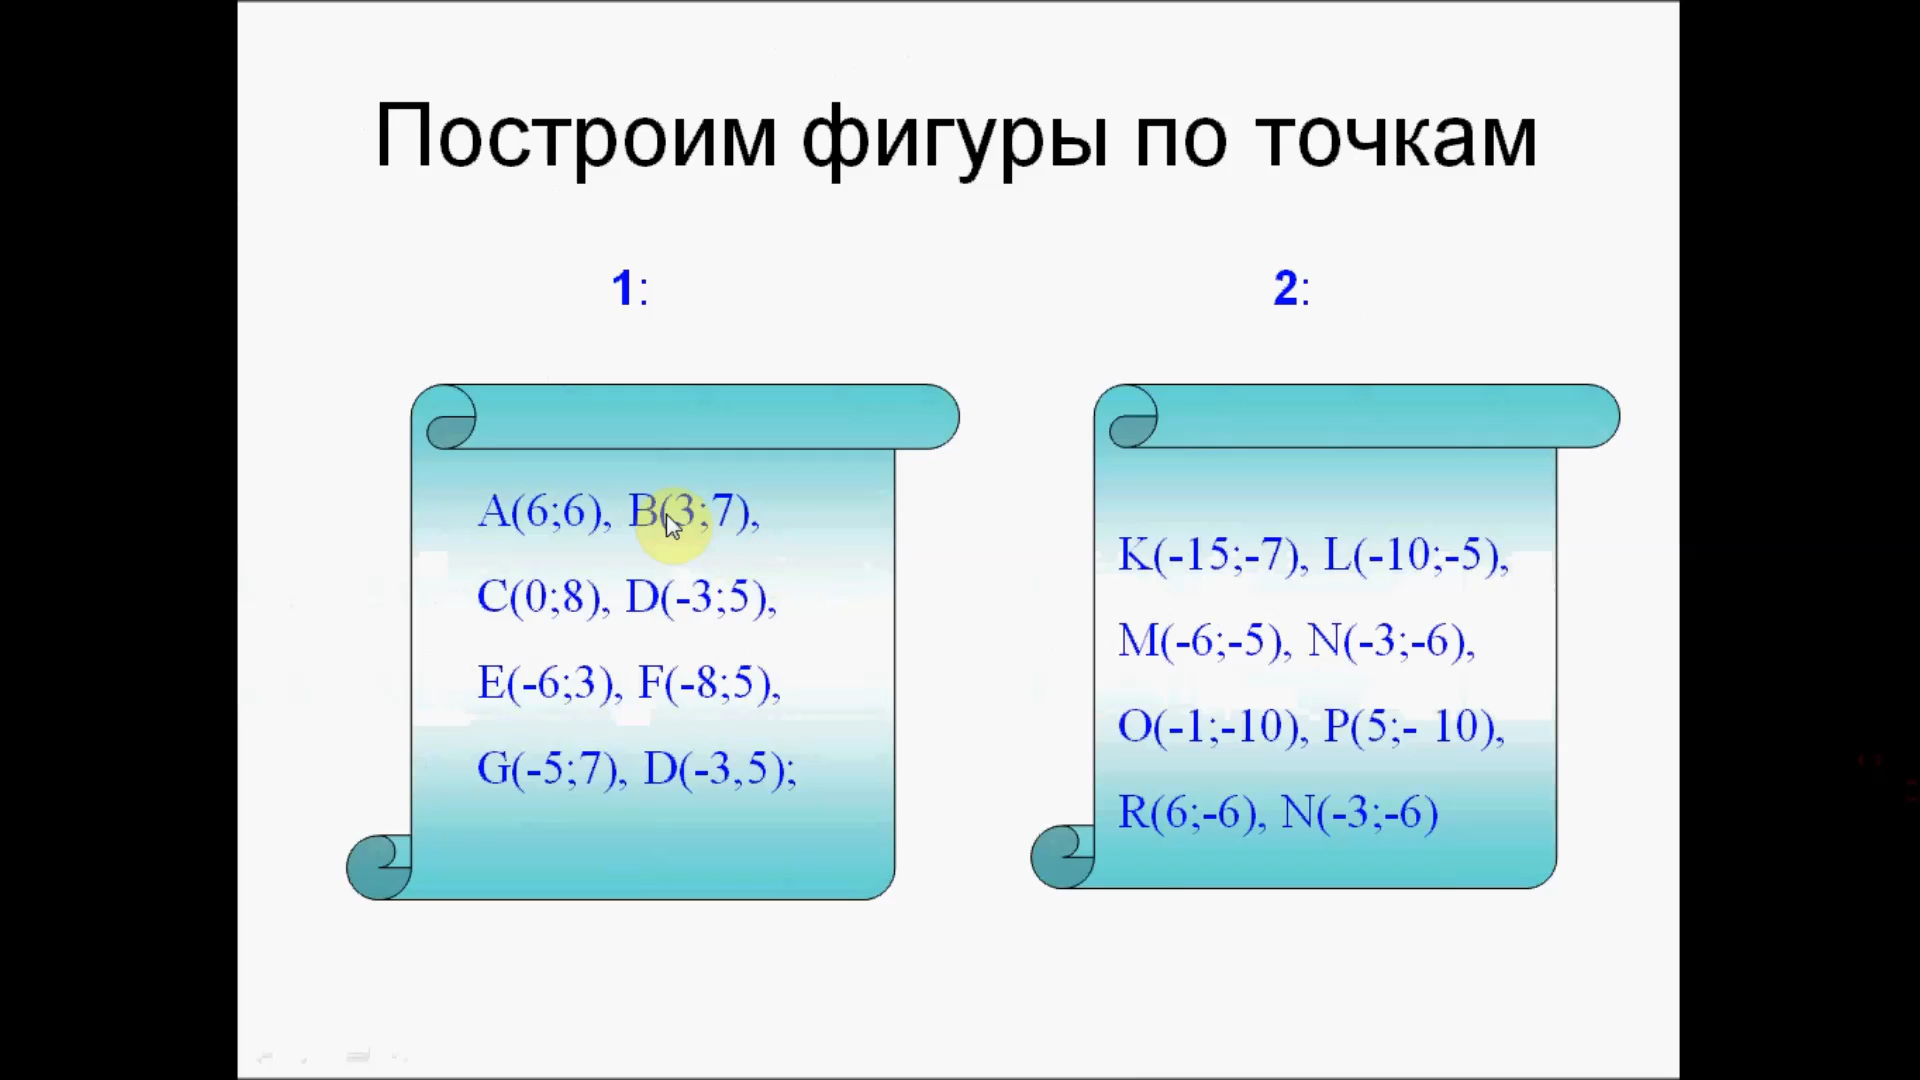 Построим фигуры по точкам
1:
A(6;6), B(3;7),
C(0;8), D(-3;5),
E(-6;3), F(-8;5),
G(-5;7), D(-3,5);
2:
K(-15;-7), L(-10;-5),
M(-6;-5), N(-3;-6),
O(-1;-10), P(5;- 10),
R(6;-6), N(-3;-6)